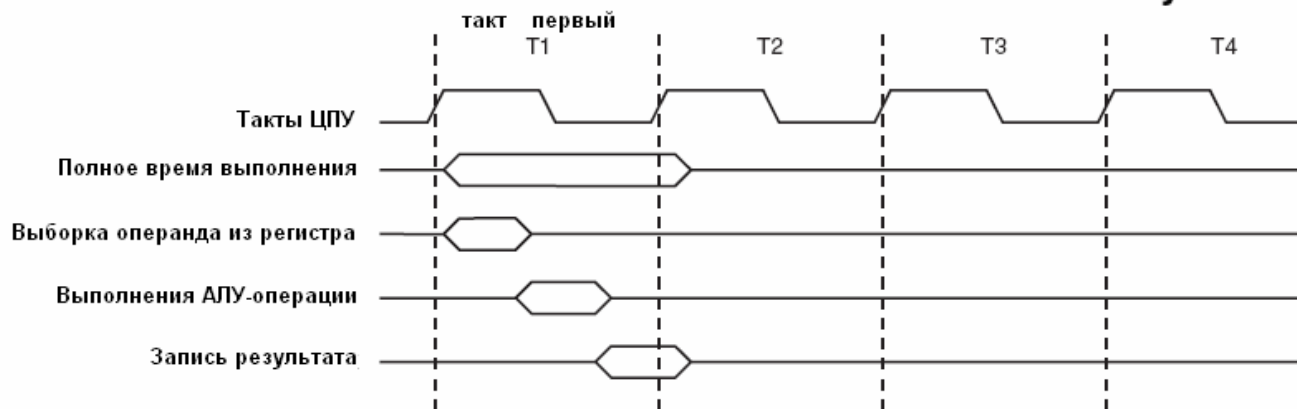 такт первый
T1 T2 T3 T4
Такты ЦПУ
Полное время выполнения
Выборка операнда из регистра
Выполнения АЛУ-операции
Запись результата